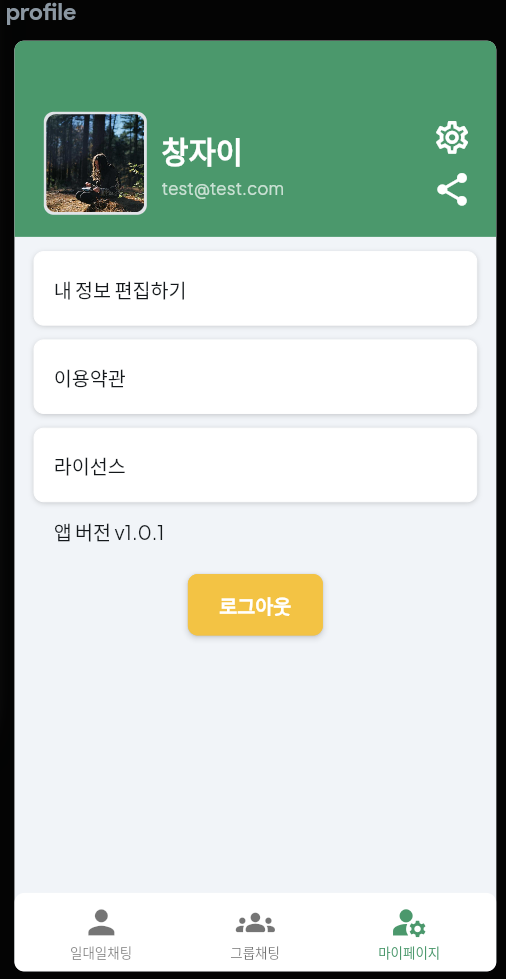 profile
창자이
test@test.com
내 정보 편집하기
이용약관
라이선스
앱 버전 v1.0.1
로그아웃
일대일채팅
그룹채팅
마이페이지